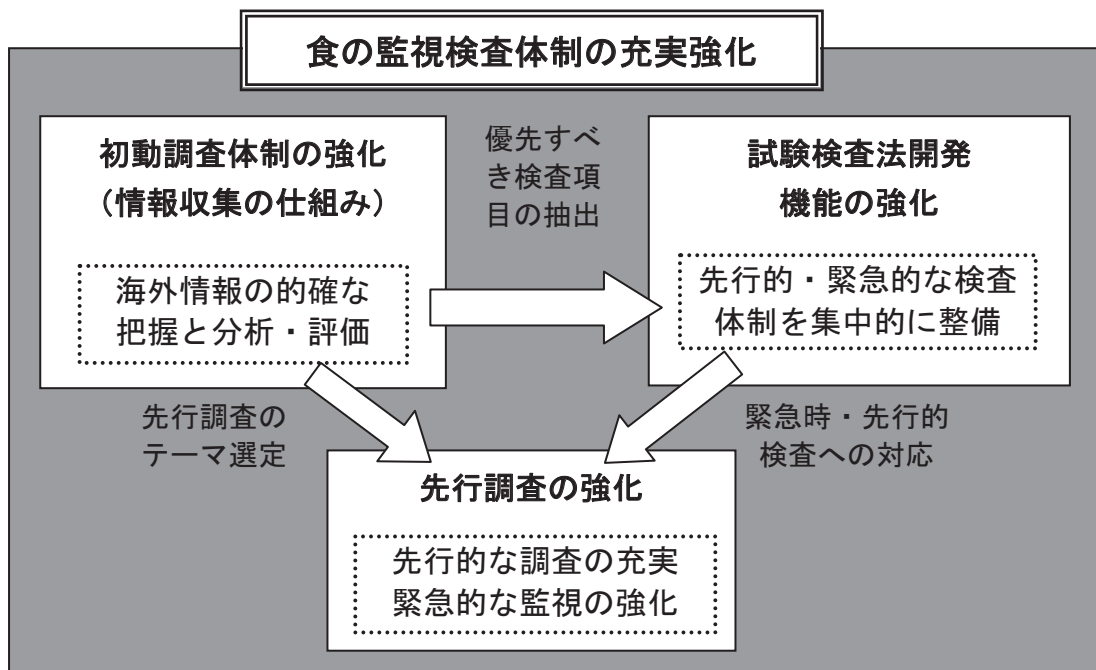 食の監視検査体制の充実強化
初動調査体制の強化
（情報収集の仕組み）
海外情報の的確な
把握と分析・評価
優先すべ
き検査項
目の抽出
試験検査法開発
機能の強化
先行的・緊急的な検査
体制を集中的に整備
先行調査の
テーマ選定
緊急時・先行的
検査への対応
先行調査の強化
先行的な調査の充実
緊急的な監視の強化